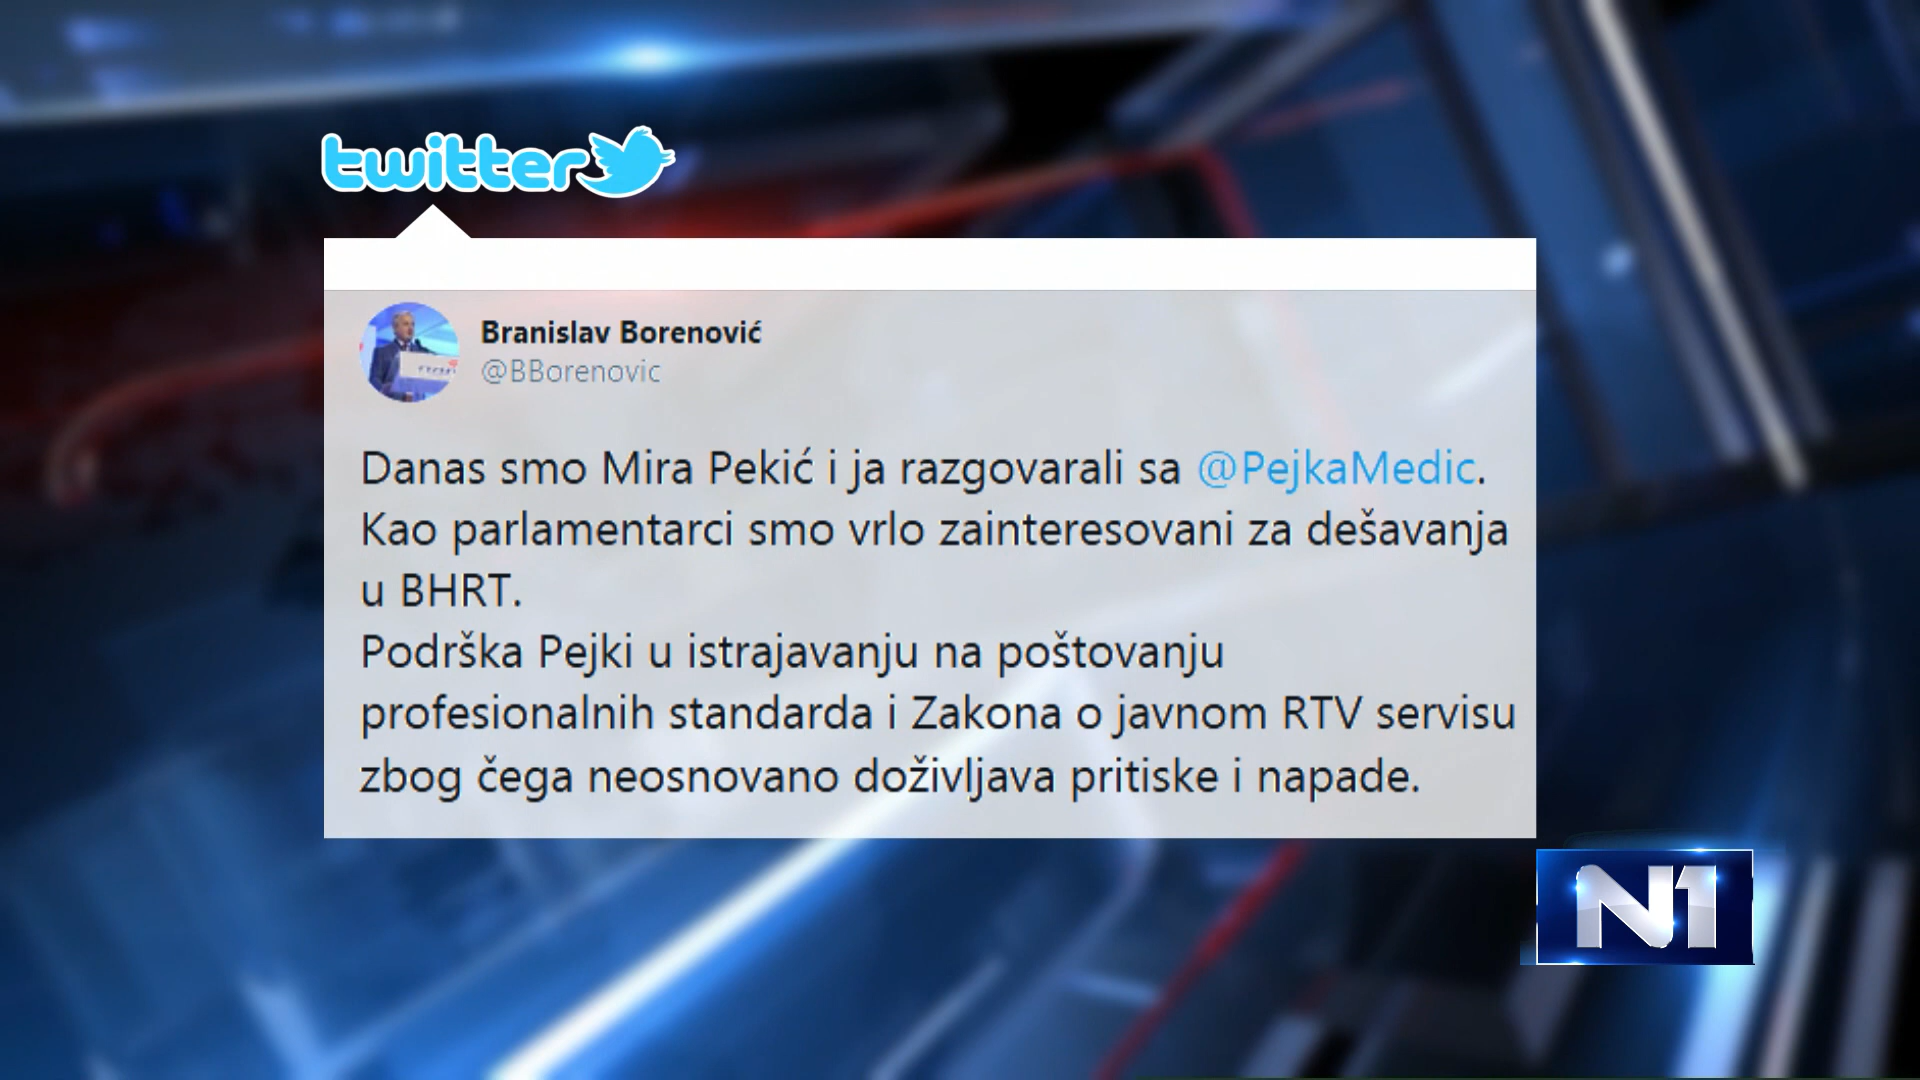 twitter
Branislav Borenović
@BBorenovic
Danas smo Mira Pekić i ja razgovarali sa @PejkaMedic.
Kao parlamentarci smo vrlo zainteresovani za dešavanja
u BHRT.
Podrška Pejki u istrajavanju na poštovanju
profesionalnih standarda i Zakona o javnom RTV servisu
zbog čega neosnovano doživljava pritiske i napade.
N1